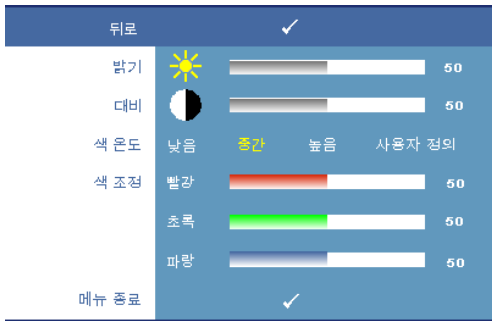 뒤로
밝기 50
대비 50
색 온도 낮음 중간 높음 사용자 정의
색 조정 빨강 50
초록 50
파랑 50
메뉴 종료